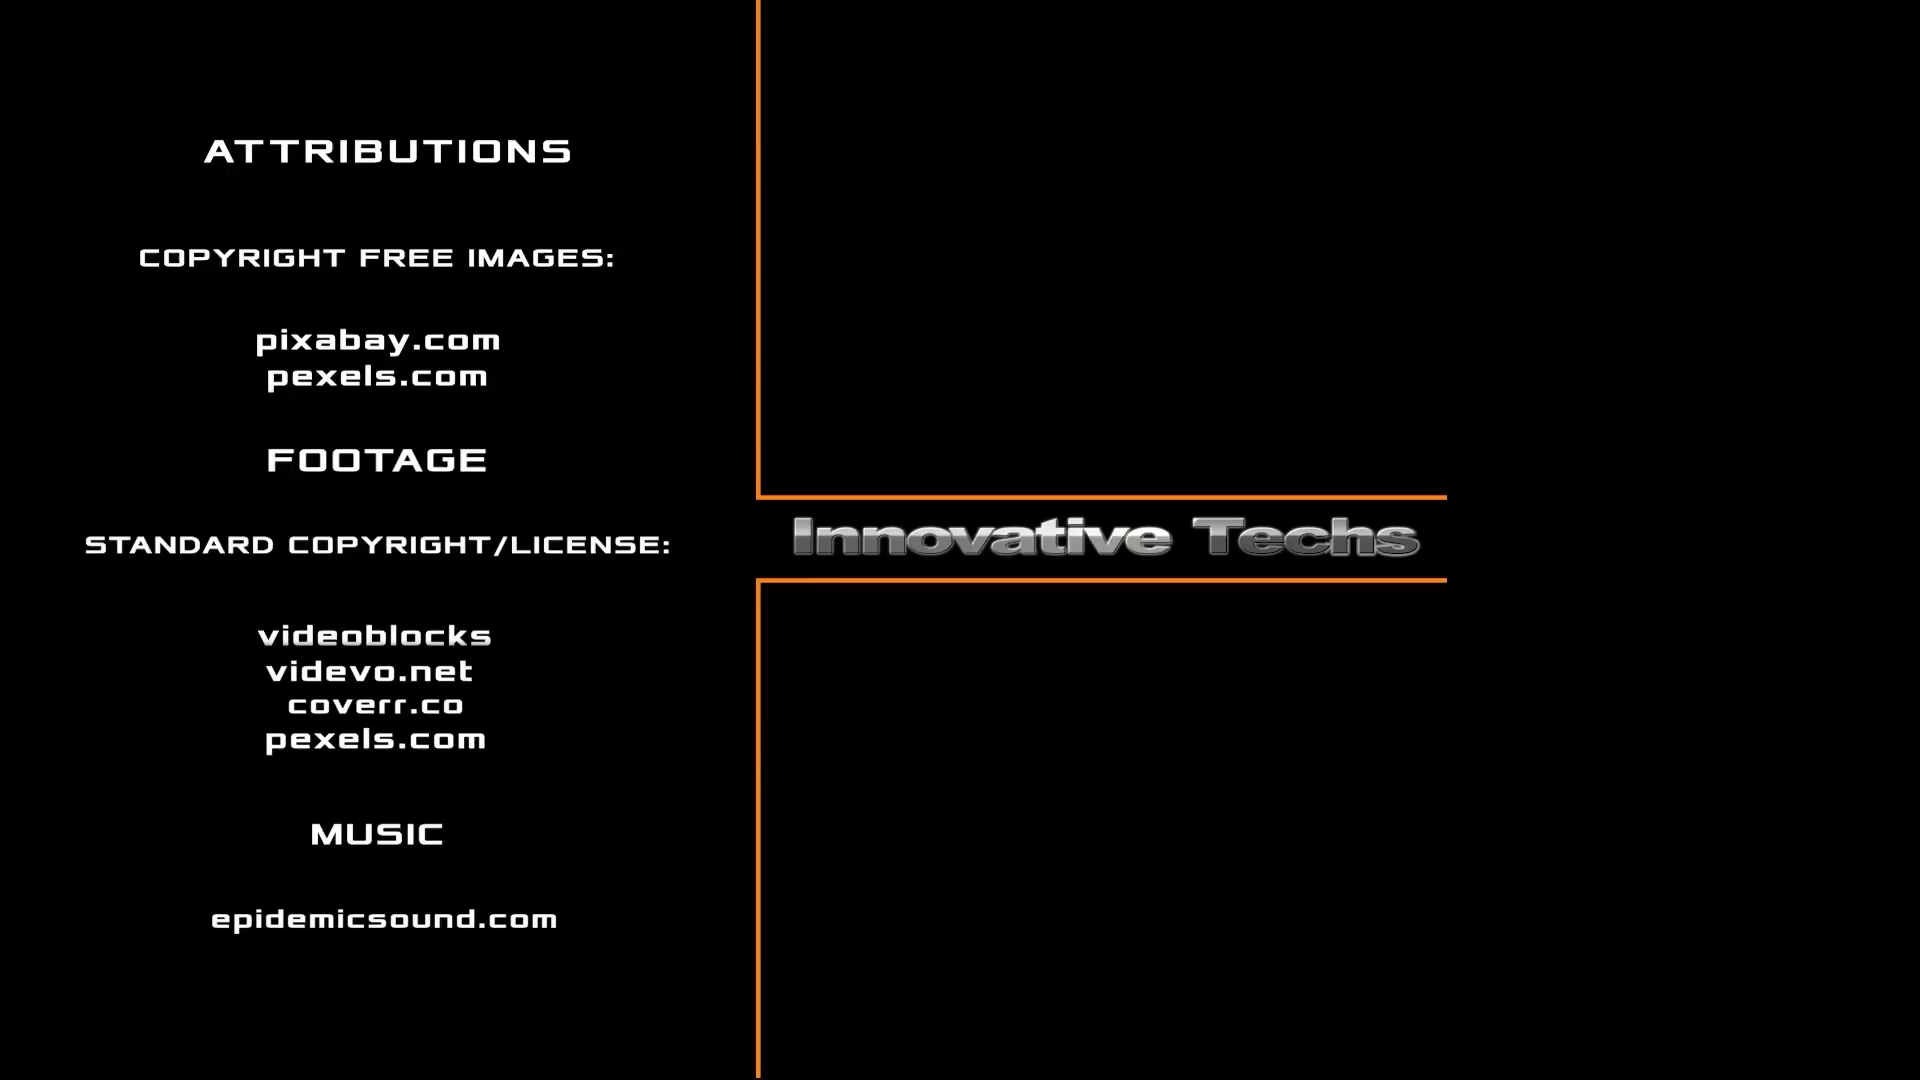 ATTRIBUTIONS
COPYRIGHT FREE IMAGES:
pixabay.com
pexels.com
FOOTAGE
STANDARD COPYRIGHT/LICENSE:
videoblocks
videvo.net
coverr.co
pexels.com
MUSIC
epidemicsound.com
Innovative Techs